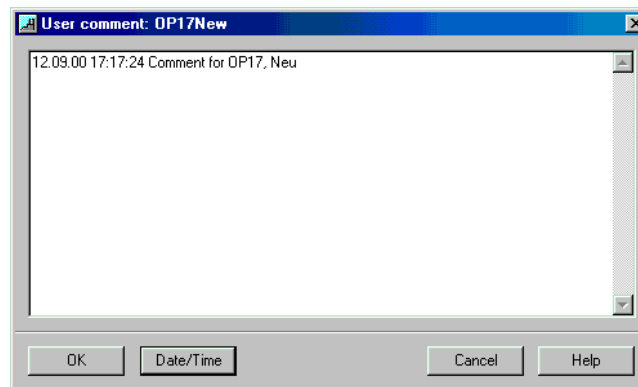 User comment: OP17New
12.09.00 17:17:24 Comment for OP17, Neu
OK Date/Time Cancel Help